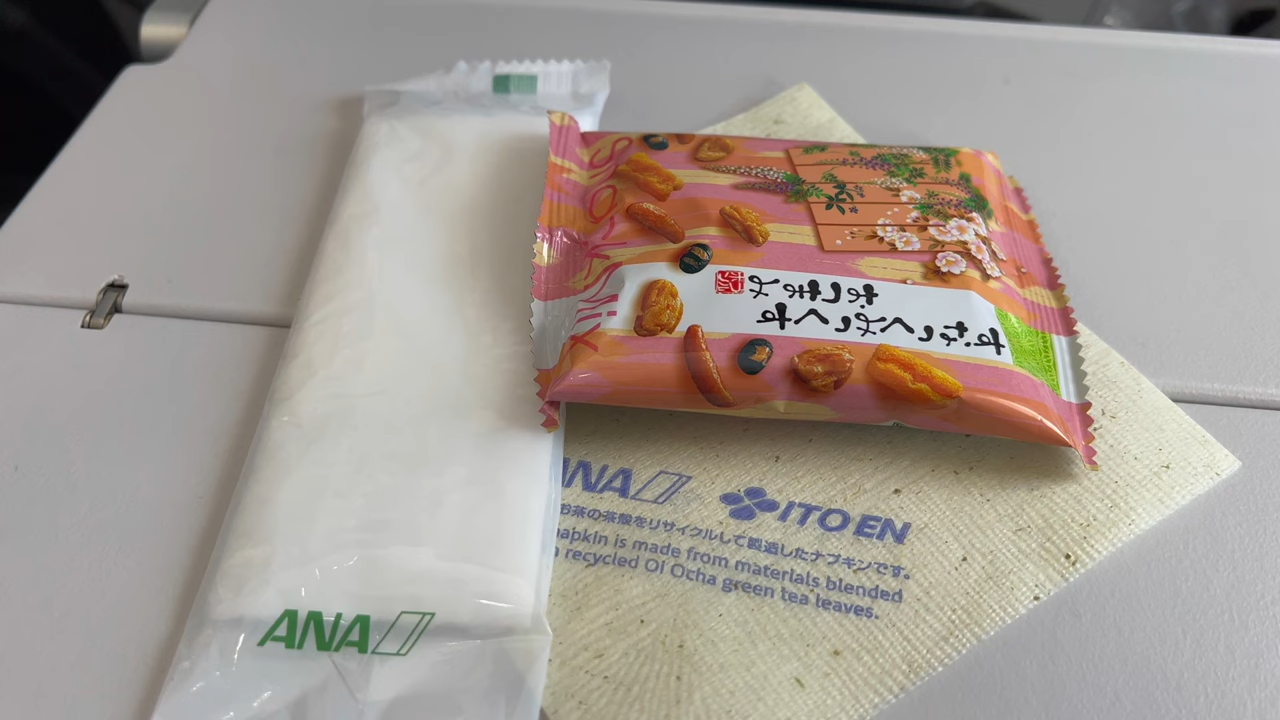 Snack Mix
ANA
ANA
ITO EN
お茶の茶殻をリサイクルして製造したナプキンです。
napkin is made from materials blended
recycled Oi Ocha green tea leaves.